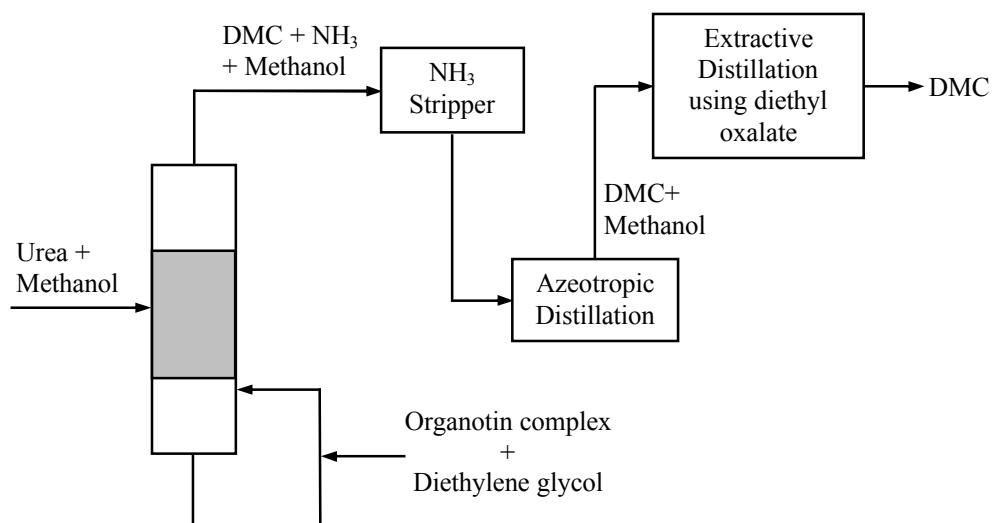 DMC + NH₃
+ Methanol
NH₃
Stripper
Extractive
Distillation
using diethyl
oxalate
DMC
DMC+
Methanol
Urea +
Methanol
Azeotropic
Distillation
Organotin complex
+
Diethylene glycol